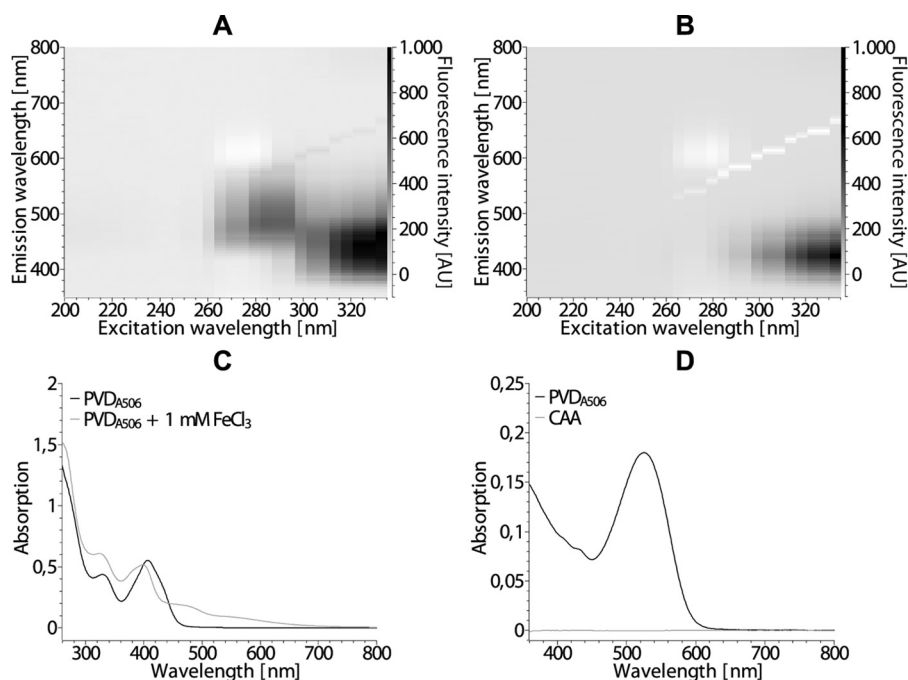 A
B
800
700
600
500
400
200 220 240 260 280 300 320
Emission wavelength [nm]
Excitation wavelength [nm]
1.000
800
600
400
200
0
Fluorescence intensity [AU]
800
700
600
500
400
200 220 240 260 280 300 320
Emission wavelength [nm]
Excitation wavelength [nm]
1.000
800
600
400
200
0
Fluorescence intensity [AU]
C
D
2
1,5
1
0,5
0
300 400 500 600 700 800
Absorption
Wavelength [nm]
PVDA506
PVDA506 + 1 mM FeCl3
0,25
0,2
0,15
0,1
0,05
0
400 500 600 700 800
Absorption
Wavelength [nm]
PVDA506
CAA